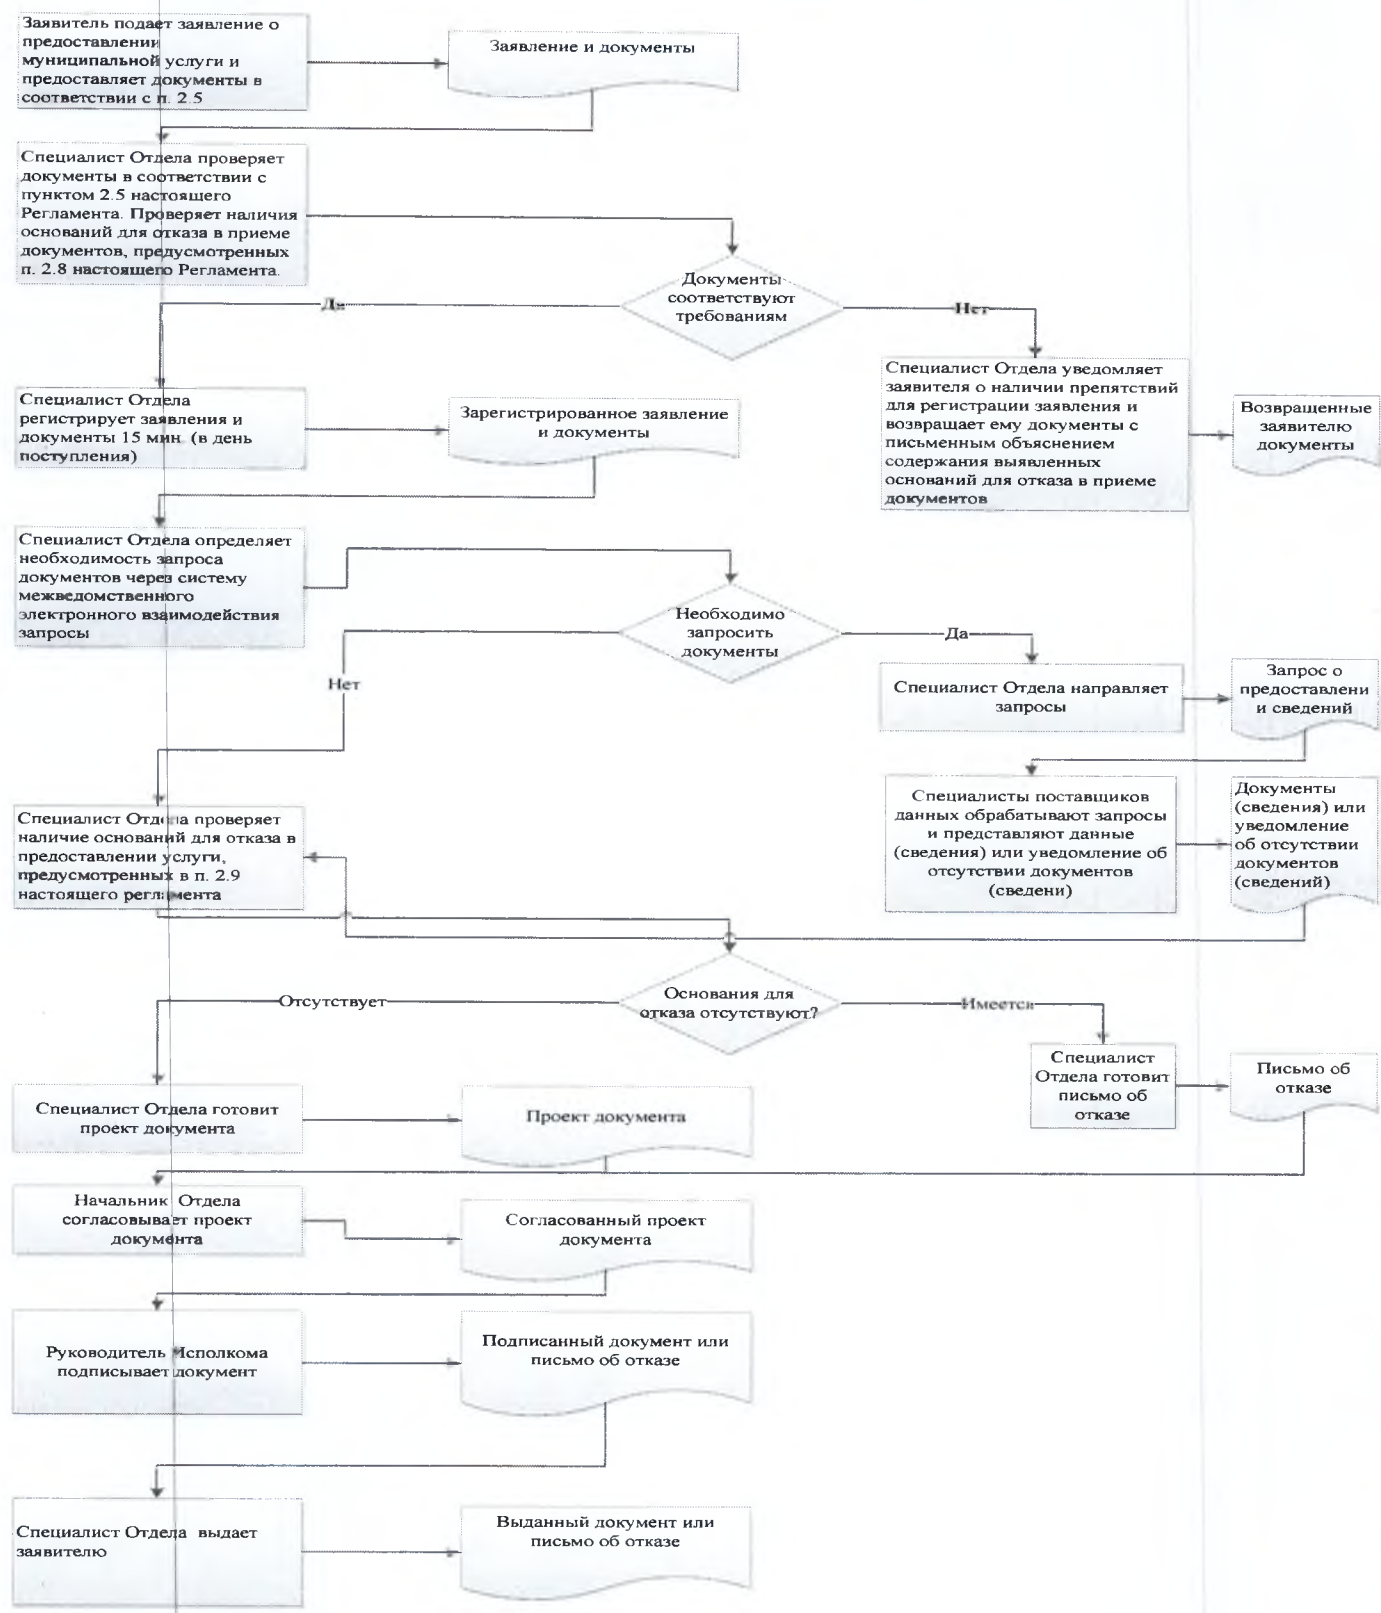 Заявитель подает заявление о
предоставлении
муниципальной услуги и
предоставляет документы в
соответствии с п. 2.5
Заявление и документы
Специалист Отдела проверяет
документы в соответствии с
пунктом 2.5 настоящего
Регламента. Проверяет наличия
оснований для отказа в приеме
документов, предусмотренных
п. 2.8 настоящего Регламента.
Документы
соответствуют
требованиям
Да
Нет
Специалист Отдела уведомляет
заявителя о наличии препятствий
для регистрации заявления и
возвращает ему документы с
письменным объяснением
содержания выявленных
оснований для отказа в приеме
документов
Возвращенные
заявителю
документы
Специалист Отдела
регистрирует заявления и
документы 15 мин. (в день
поступления)
Зарегистрированное заявление
и документы
Специалист Отдела определяет
необходимость запроса
документов через систему
межведомственного
электронного взаимодействия
запросы
Необходимо
запросить
документы
Да
Нет
Специалист Отдела направляет
запросы
Запрос о
предоставлени
и сведений
Специалисты поставщиков
данных обрабатывают запросы
и представляют данные
(сведения) или уведомление об
отсутствии документов
(сведени)
Документы
(сведения) или
уведомление
об отсутствии
документов
(сведений)
Специалист Отдела проверяет
наличие оснований для отказа в
предоставлении услуги,
предусмотренных в п. 2.9
настоящего регламента
Основания для
отказа отсутствуют?
Отсутствует
Имеется
Специалист
Отдела готовит
письмо об
отказе
Письмо об
отказе
Специалист Отдела готовит
проект документа
Проект документа
Начальник Отдела
согласовывает проект
документа
Согласованный проект
документа
Руководитель Исполкома
подписывает документ
Подписанный документ или
письмо об отказе
Специалист Отдела выдает
заявителю
Выданный документ или
письмо об отказе